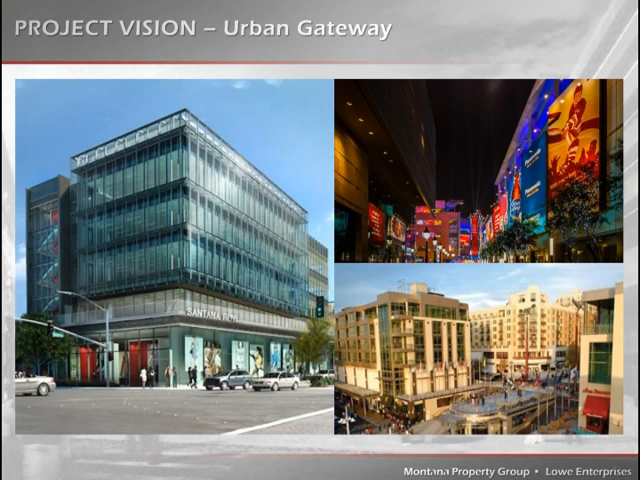 PROJECT VISION – Urban Gateway
SANTANA ROW
Montana Property Group • Lowe Enterprises